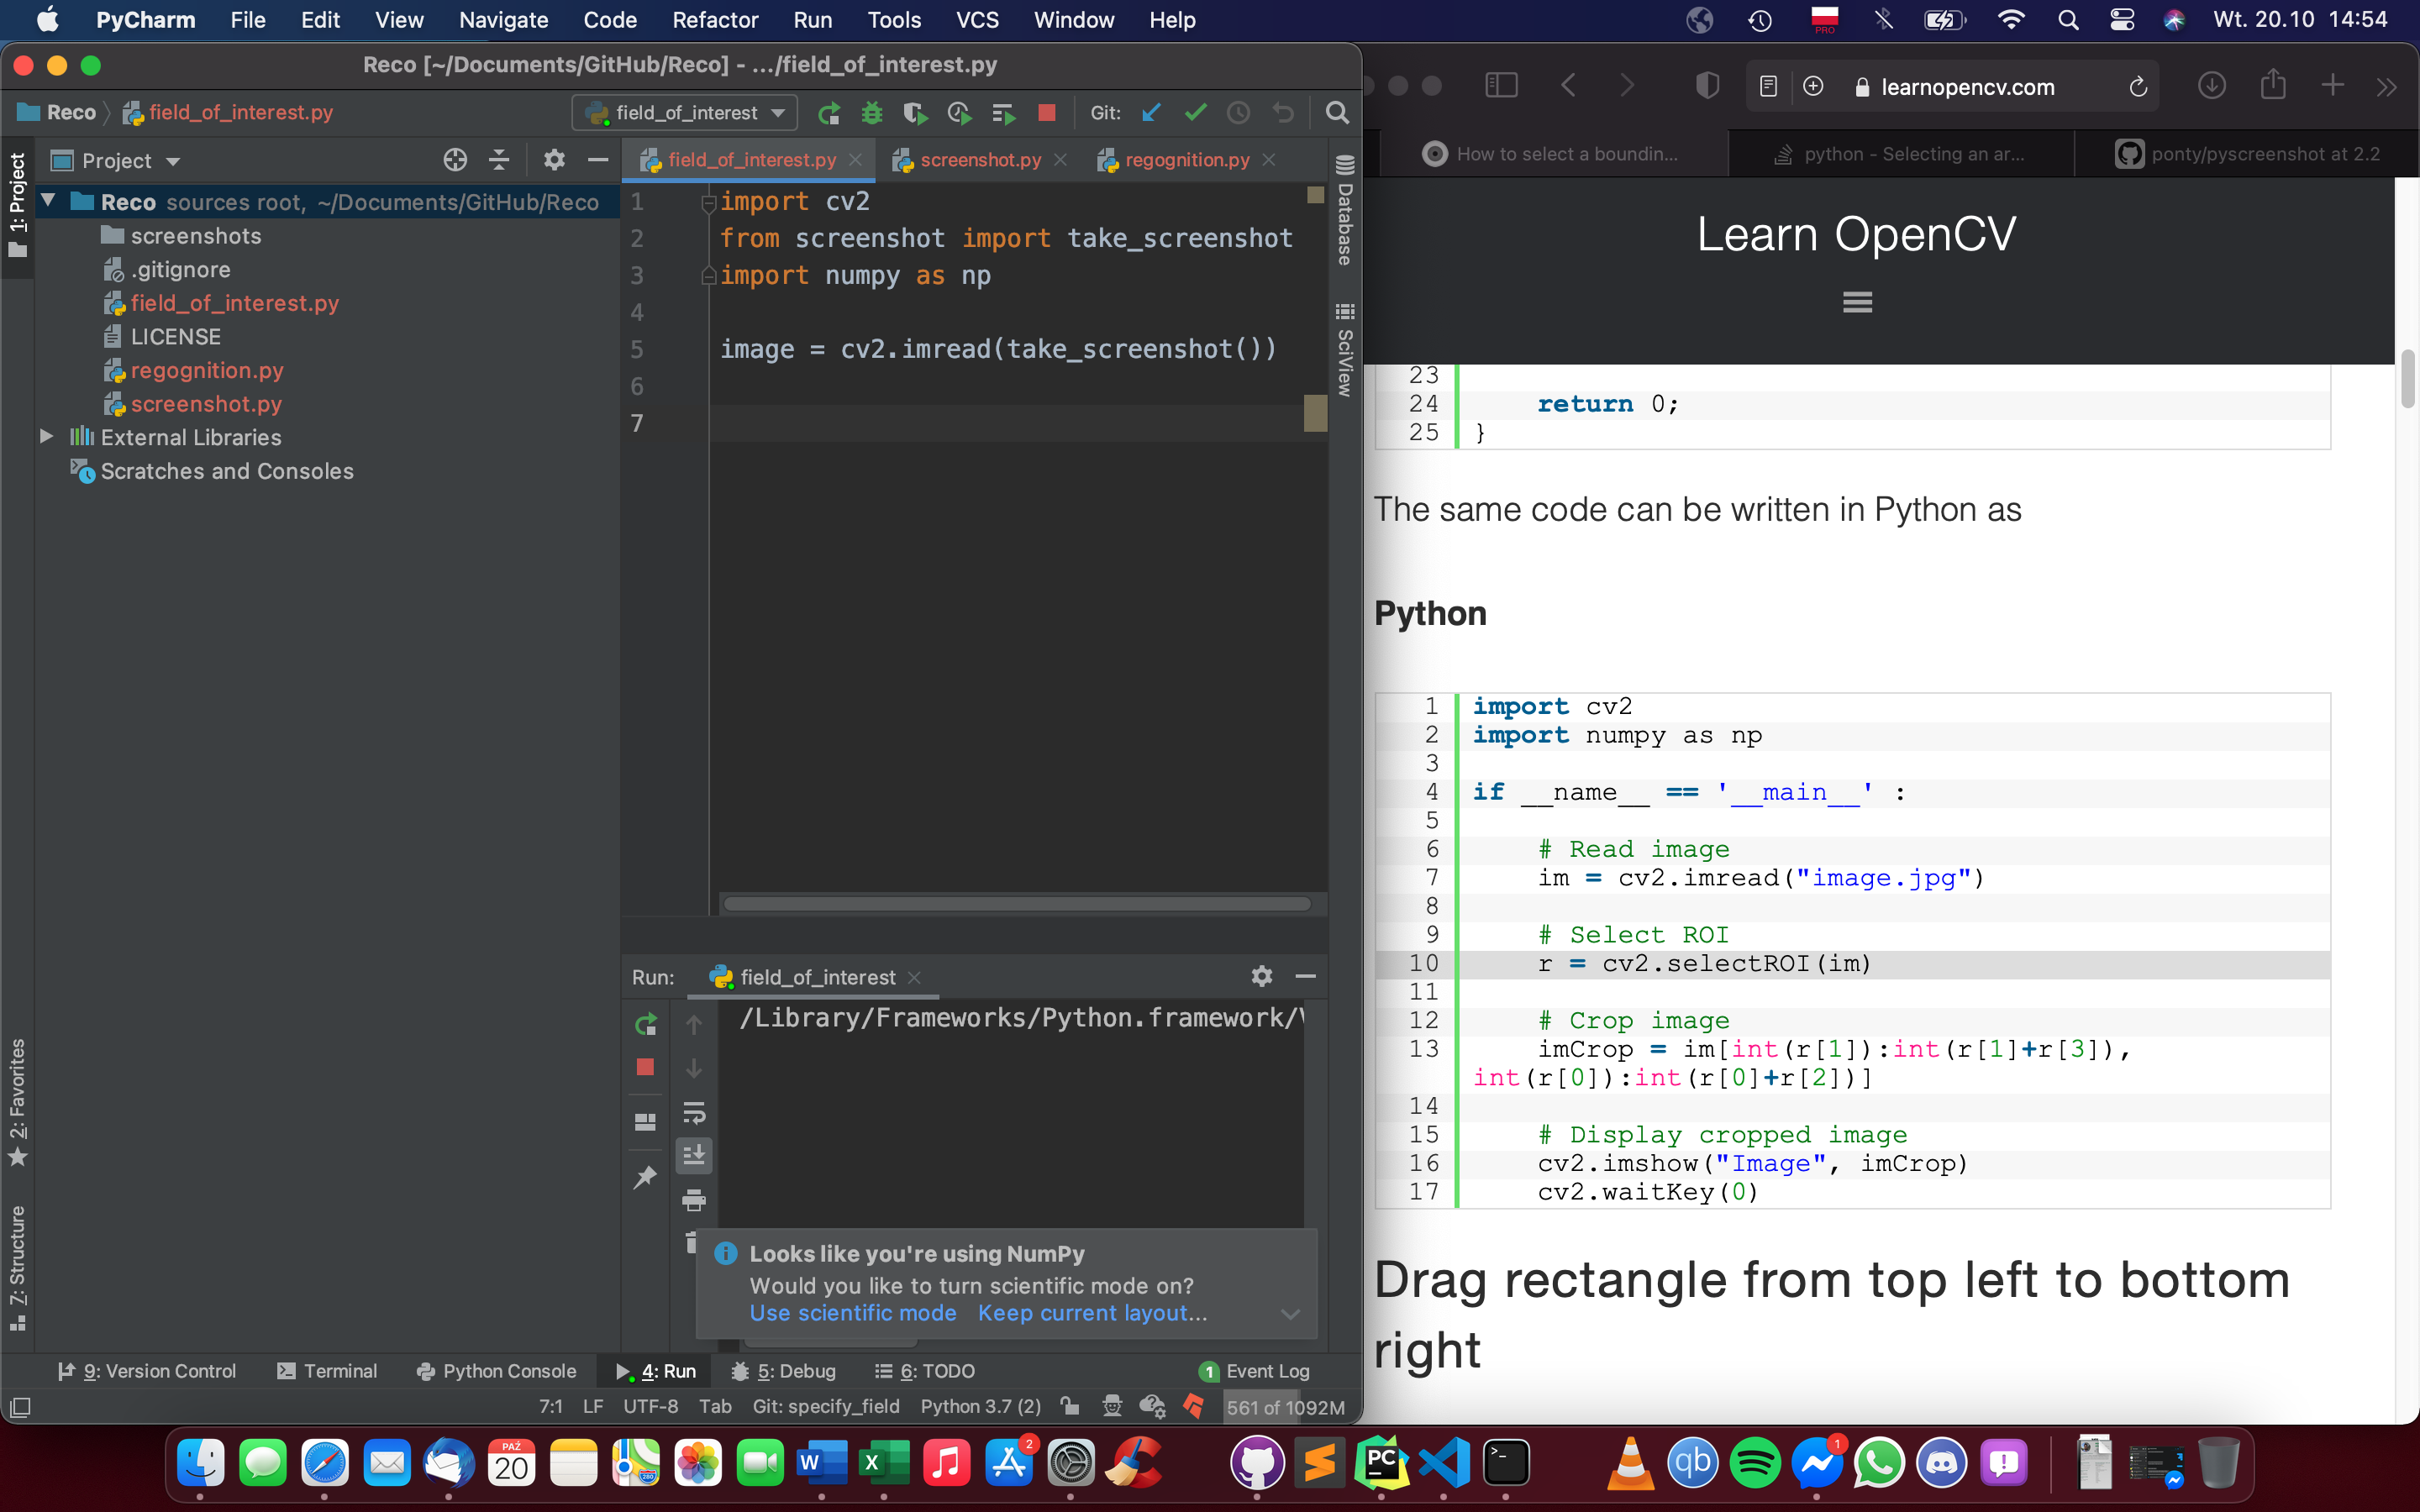 PyCharm File Edit View Navigate Code Refactor Run Tools VCS Window Help PRO Wt. 20.10 14:54
Reco [~/Documents/GitHub/Reco] - .../field_of_interest.py
Reco field_of_interest.py field_of_interest Git:
Project
1: Project
Reco sources root, ~/Documents/GitHub/Reco
screenshots
.gitignore
field_of_interest.py
LICENSE
regognition.py
screenshot.py
External Libraries
Scratches and Consoles
2: Favorites
Z: Structure
field_of_interest.py screenshot.py regognition.py
1 import cv2
2 from screenshot import take_screenshot
3 import numpy as np
4
5 image = cv2.imread(take_screenshot())
6
7
Database
SciView
Run: field_of_interest
/Library/Frameworks/Python.framework/
Looks like you're using NumPy
Would you like to turn scientific mode on?
Use scientific mode Keep current layout...
9: Version Control Terminal Python Console 4: Run 5: Debug 6: TODO 1 Event Log
7:1 LF UTF-8 Tab Git: specify_field Python 3.7 (2) 561 of 1092M
learnopencv.com
How to select a boundin... python - Selecting an ar... ponty/pyscreenshot at 2.2
Learn OpenCV
23
24 return 0;
25 }
The same code can be written in Python as
Python
1 import cv2
2 import numpy as np
3
4 if __name__ == '__main__' :
5
6 # Read image
7 im = cv2.imread("image.jpg")
8
9 # Select ROI
10 r = cv2.selectROI(im)
11
12 # Crop image
13 imCrop = im[int(r[1]):int(r[1]+r[3]),
int(r[0]):int(r[0]+r[2])]
14
15 # Display cropped image
16 cv2.imshow("Image", imCrop)
17 cv2.waitKey(0)
Drag rectangle from top left to bottom
right
PAŹ
20
280
W
X
2
PC
>_
qb
1